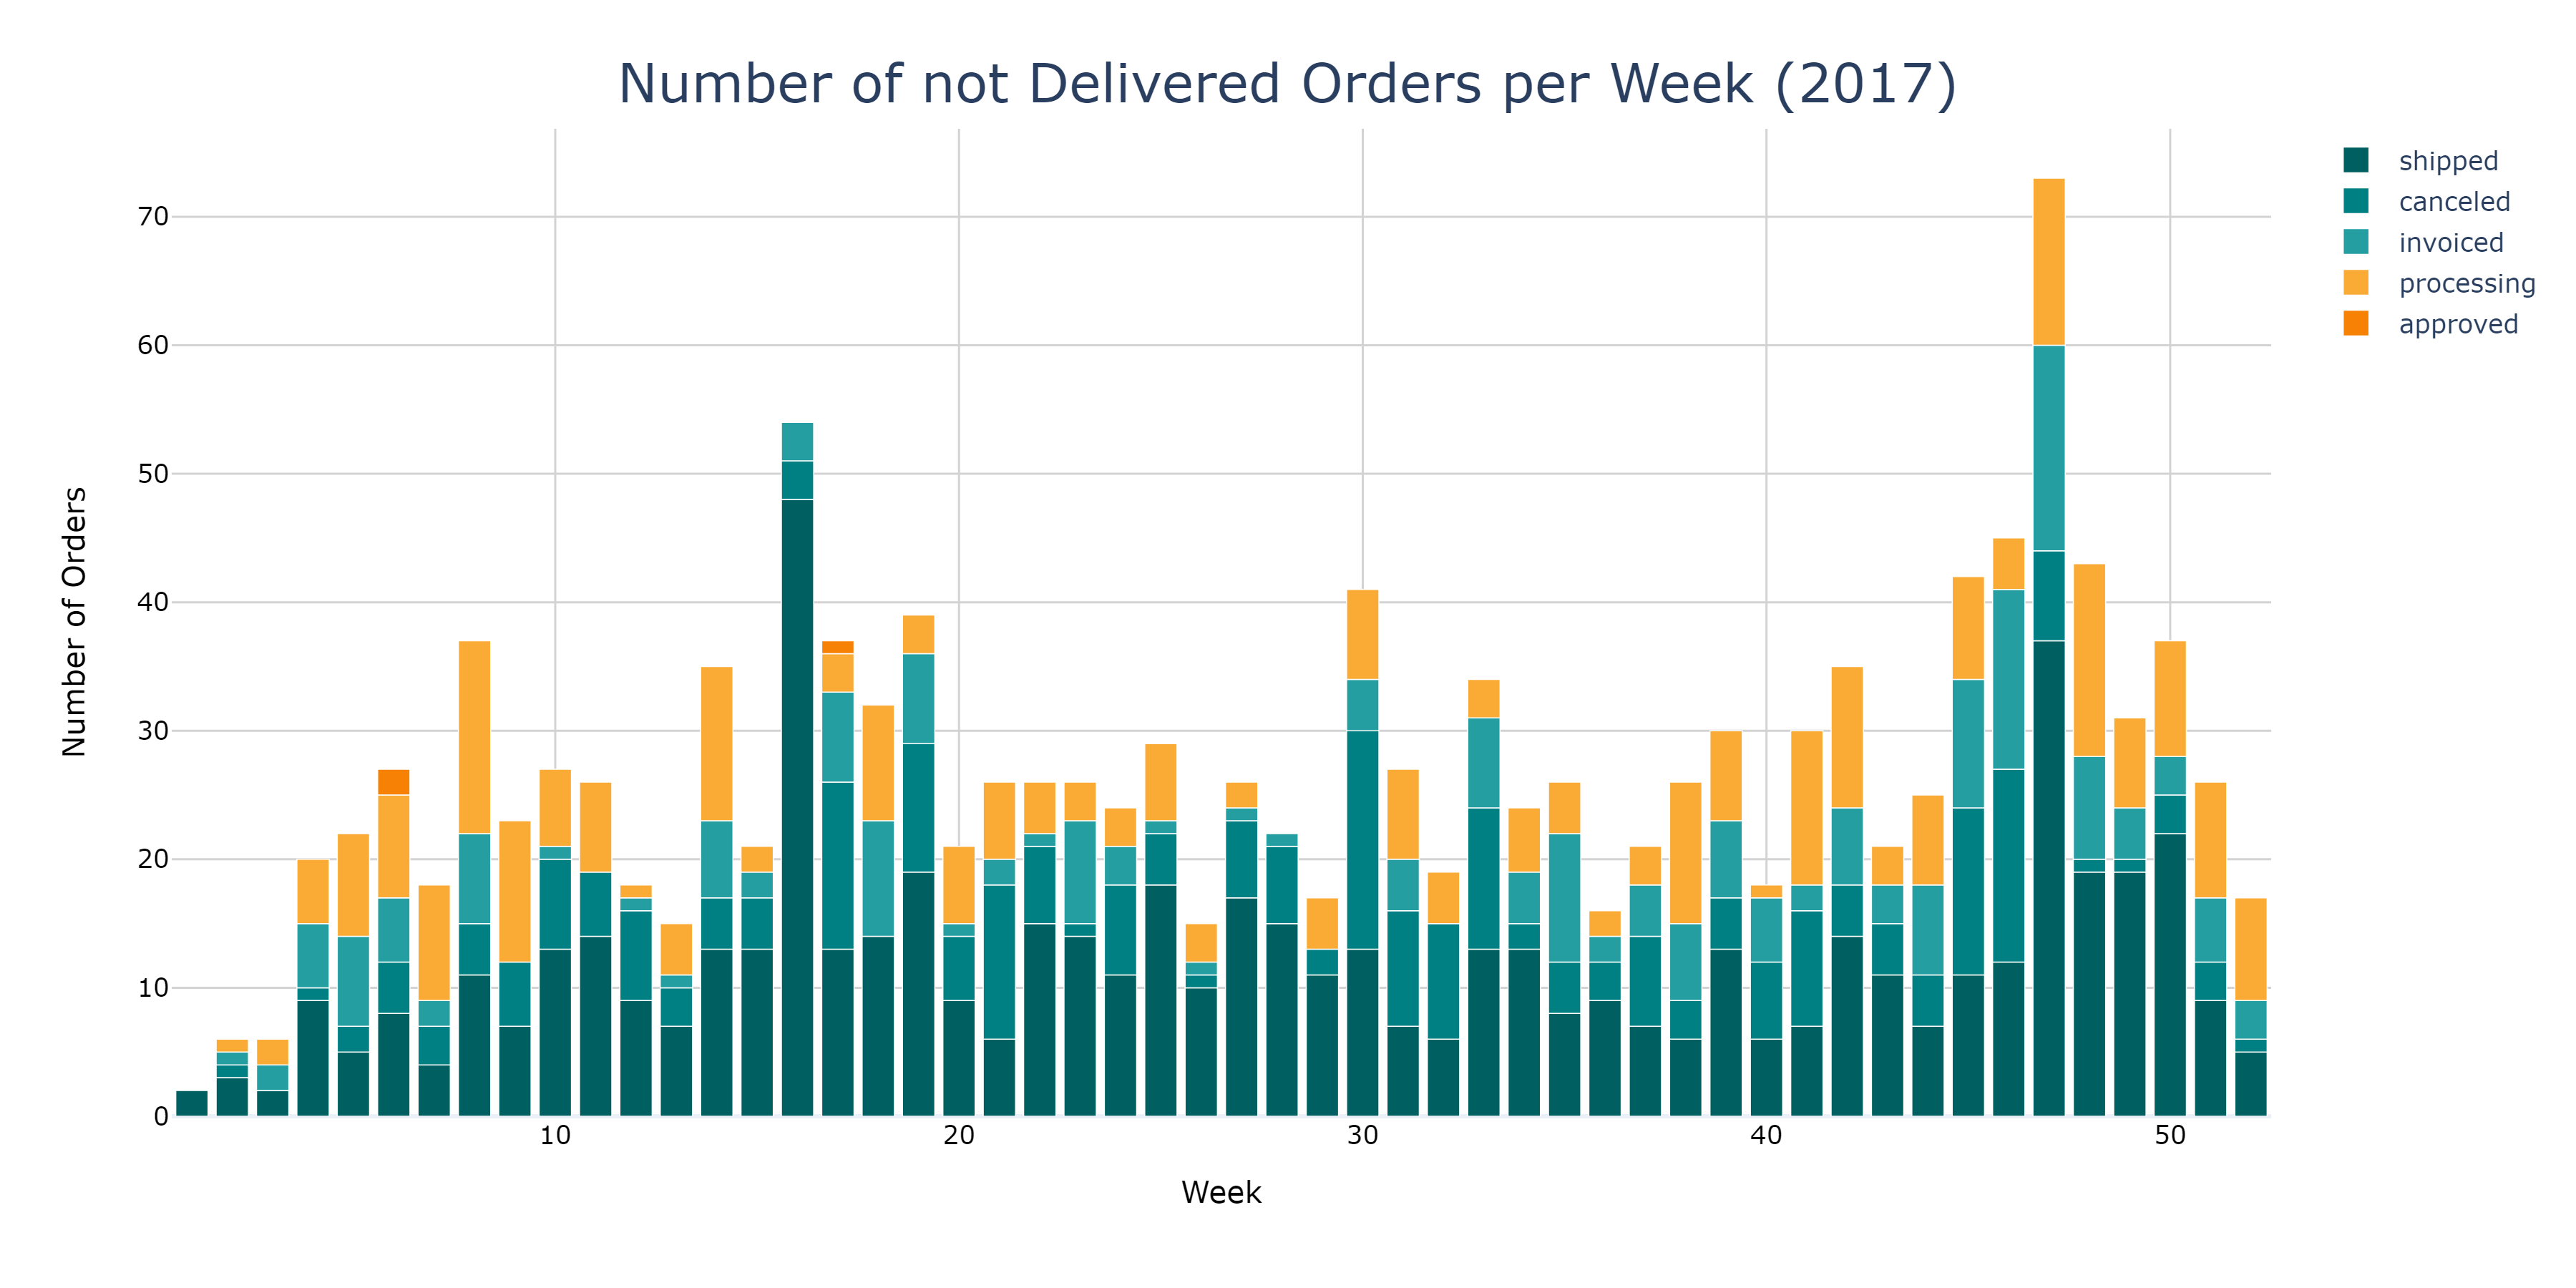 Number of not Delivered Orders per Week (2017)
shipped
canceled
invoiced
processing
approved
70
60
50
40
30
20
10
0
Number of Orders
10 20 30 40 50
Week